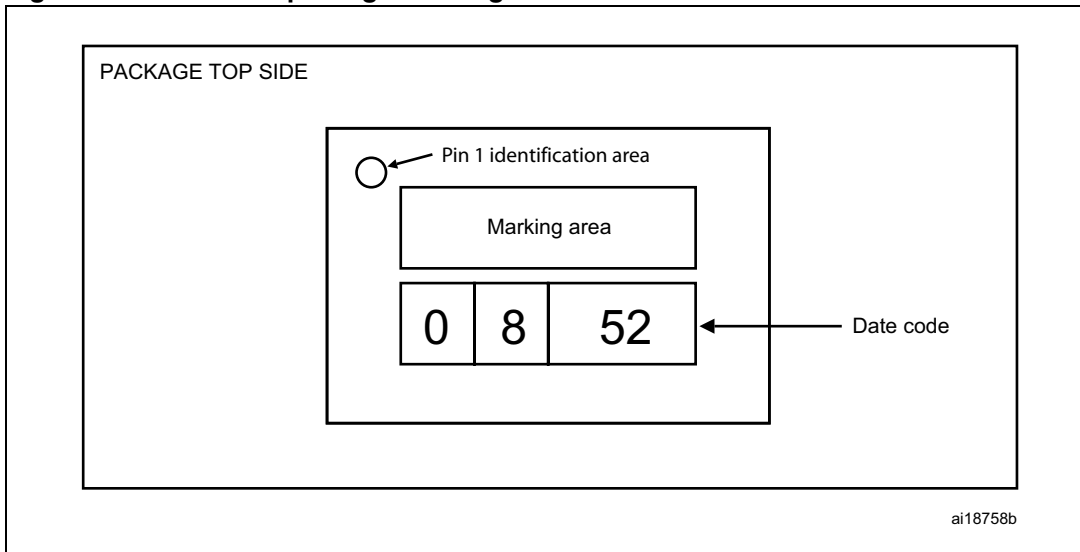 PACKAGE TOP SIDE
Pin 1 identification area
Marking area
0 8 52
Date code
ai18758b